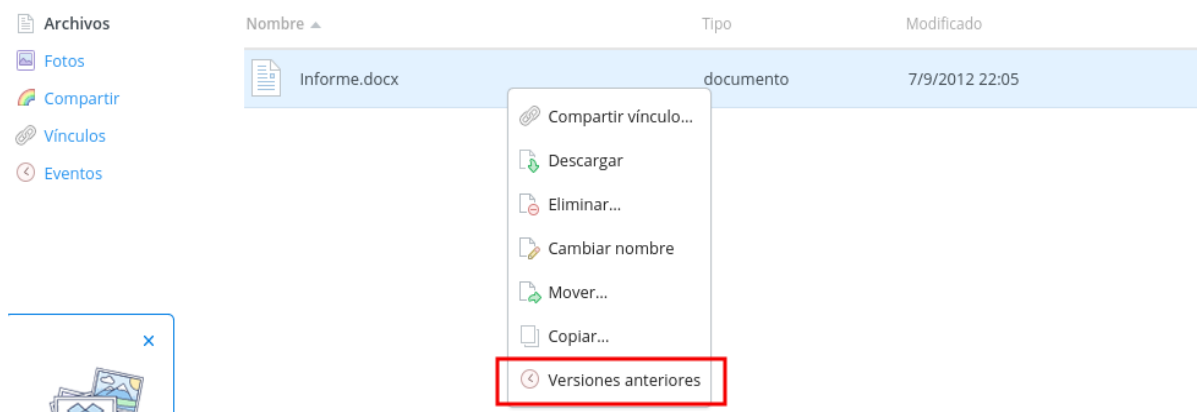 Archivos
Fotos
Compartir
Vínculos
Eventos
Nombre Tipo Modificado
Informe.docx documento 7/9/2012 22:05
Compartir vínculo...
Descargar
Eliminar...
Cambiar nombre
Mover...
Copiar...
Versiones anteriores